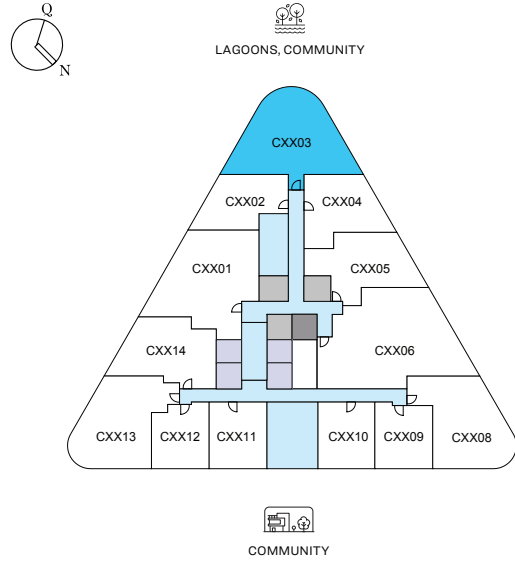 Q
N
LAGOONS, COMMUNITY
CXX03
CXX02
CXX04
CXX01
CXX05
CXX14
CXX06
CXX13
CXX12
CXX11
CXX10
CXX09
CXX08
COMMUNITY